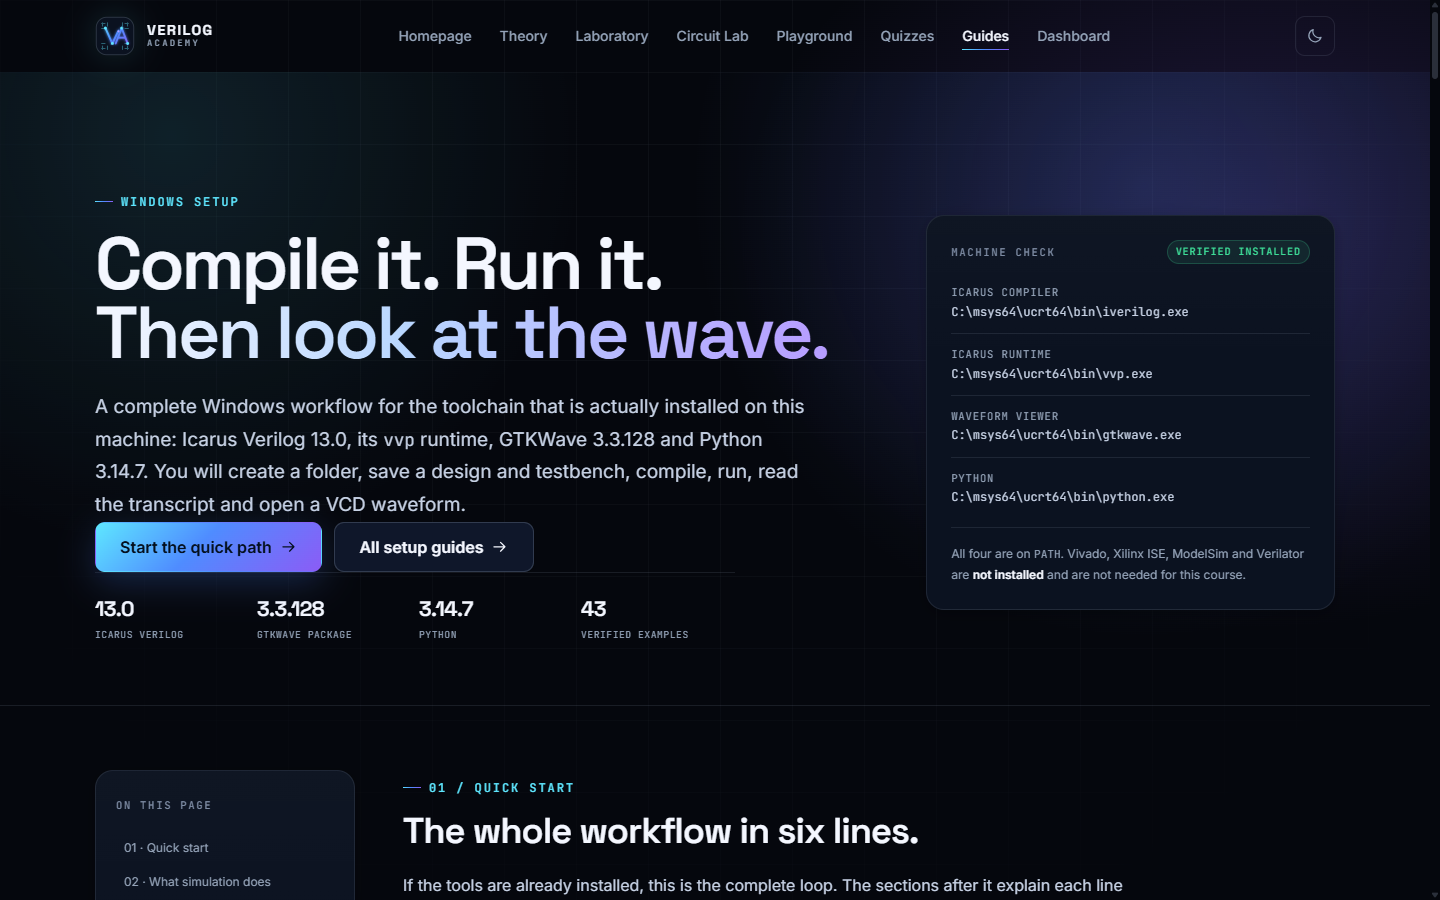 VERILOG
ACADEMY
Homepage
Theory
Laboratory
Circuit Lab
Playground
Quizzes
Guides
Dashboard
WINDOWS SETUP
Compile it. Run it.
Then look at the wave.
A complete Windows workflow for the toolchain that is actually installed on this
machine: Icarus Verilog 13.0, its vvp runtime, GTKWave 3.3.128 and Python
3.14.7. You will create a folder, save a design and testbench, compile, run, read
the transcript and open a VCD waveform.
Start the quick path →
All setup guides →
13.0
ICARUS VERILOG
3.3.128
GTKWAVE PACKAGE
3.14.7
PYTHON
43
VERIFIED EXAMPLES
MACHINE CHECK
VERIFIED INSTALLED
ICARUS COMPILER
C:\msys64\ucrt64\bin\iverilog.exe
ICARUS RUNTIME
C:\msys64\ucrt64\bin\vvp.exe
WAVEFORM VIEWER
C:\msys64\ucrt64\bin\gtkwave.exe
PYTHON
C:\msys64\ucrt64\bin\python.exe
All four are on PATH. Vivado, Xilinx ISE, ModelSim and Verilator
are not installed and are not needed for this course.
ON THIS PAGE
01 · Quick start
02 · What simulation does
01 / QUICK START
The whole workflow in six lines.
If the tools are already installed, this is the complete loop. The sections after it explain each line